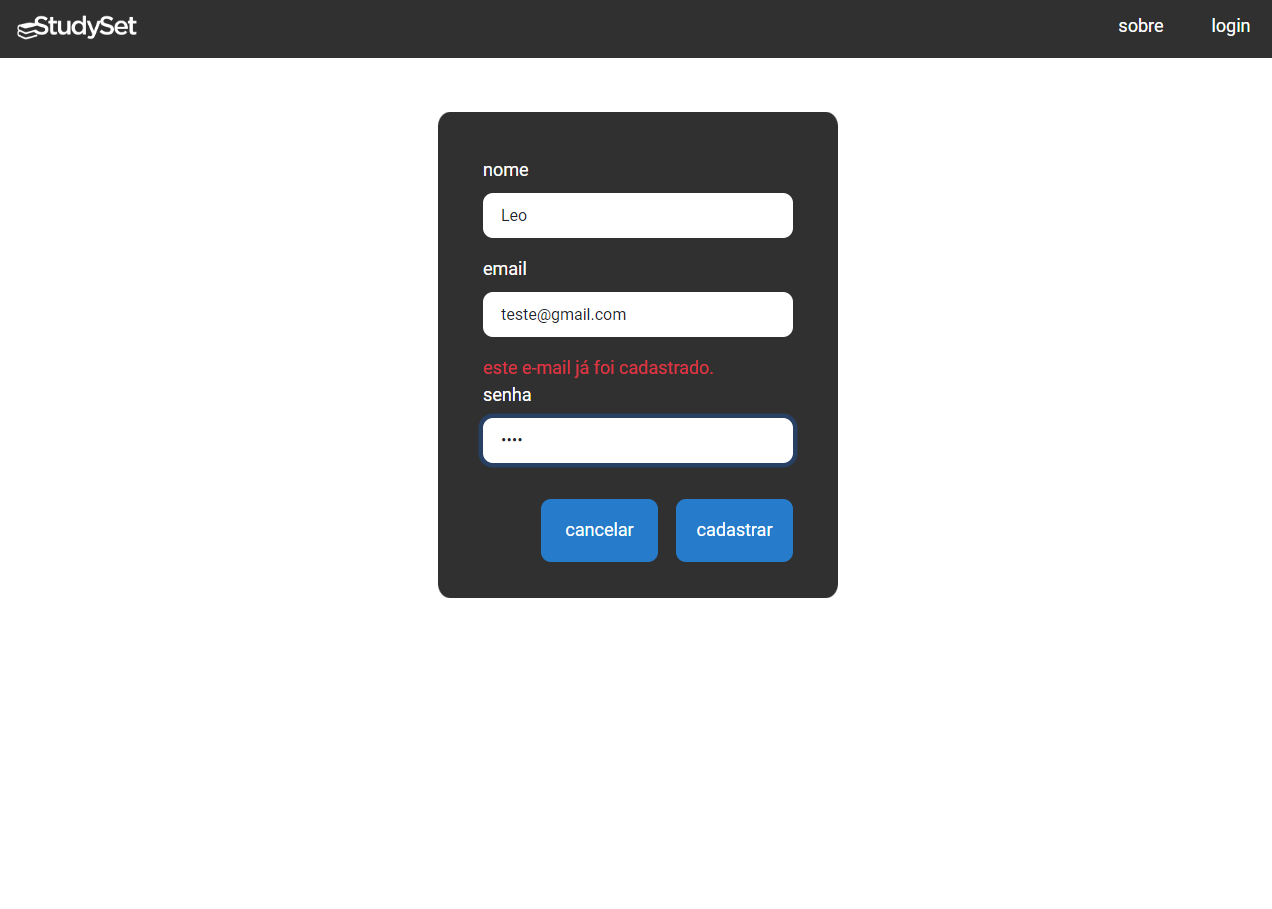 StudySet
sobre
login
nome
Leo
email
teste@gmail.com
este e-mail já foi cadastrado.
senha
••••
cancelar
cadastrar